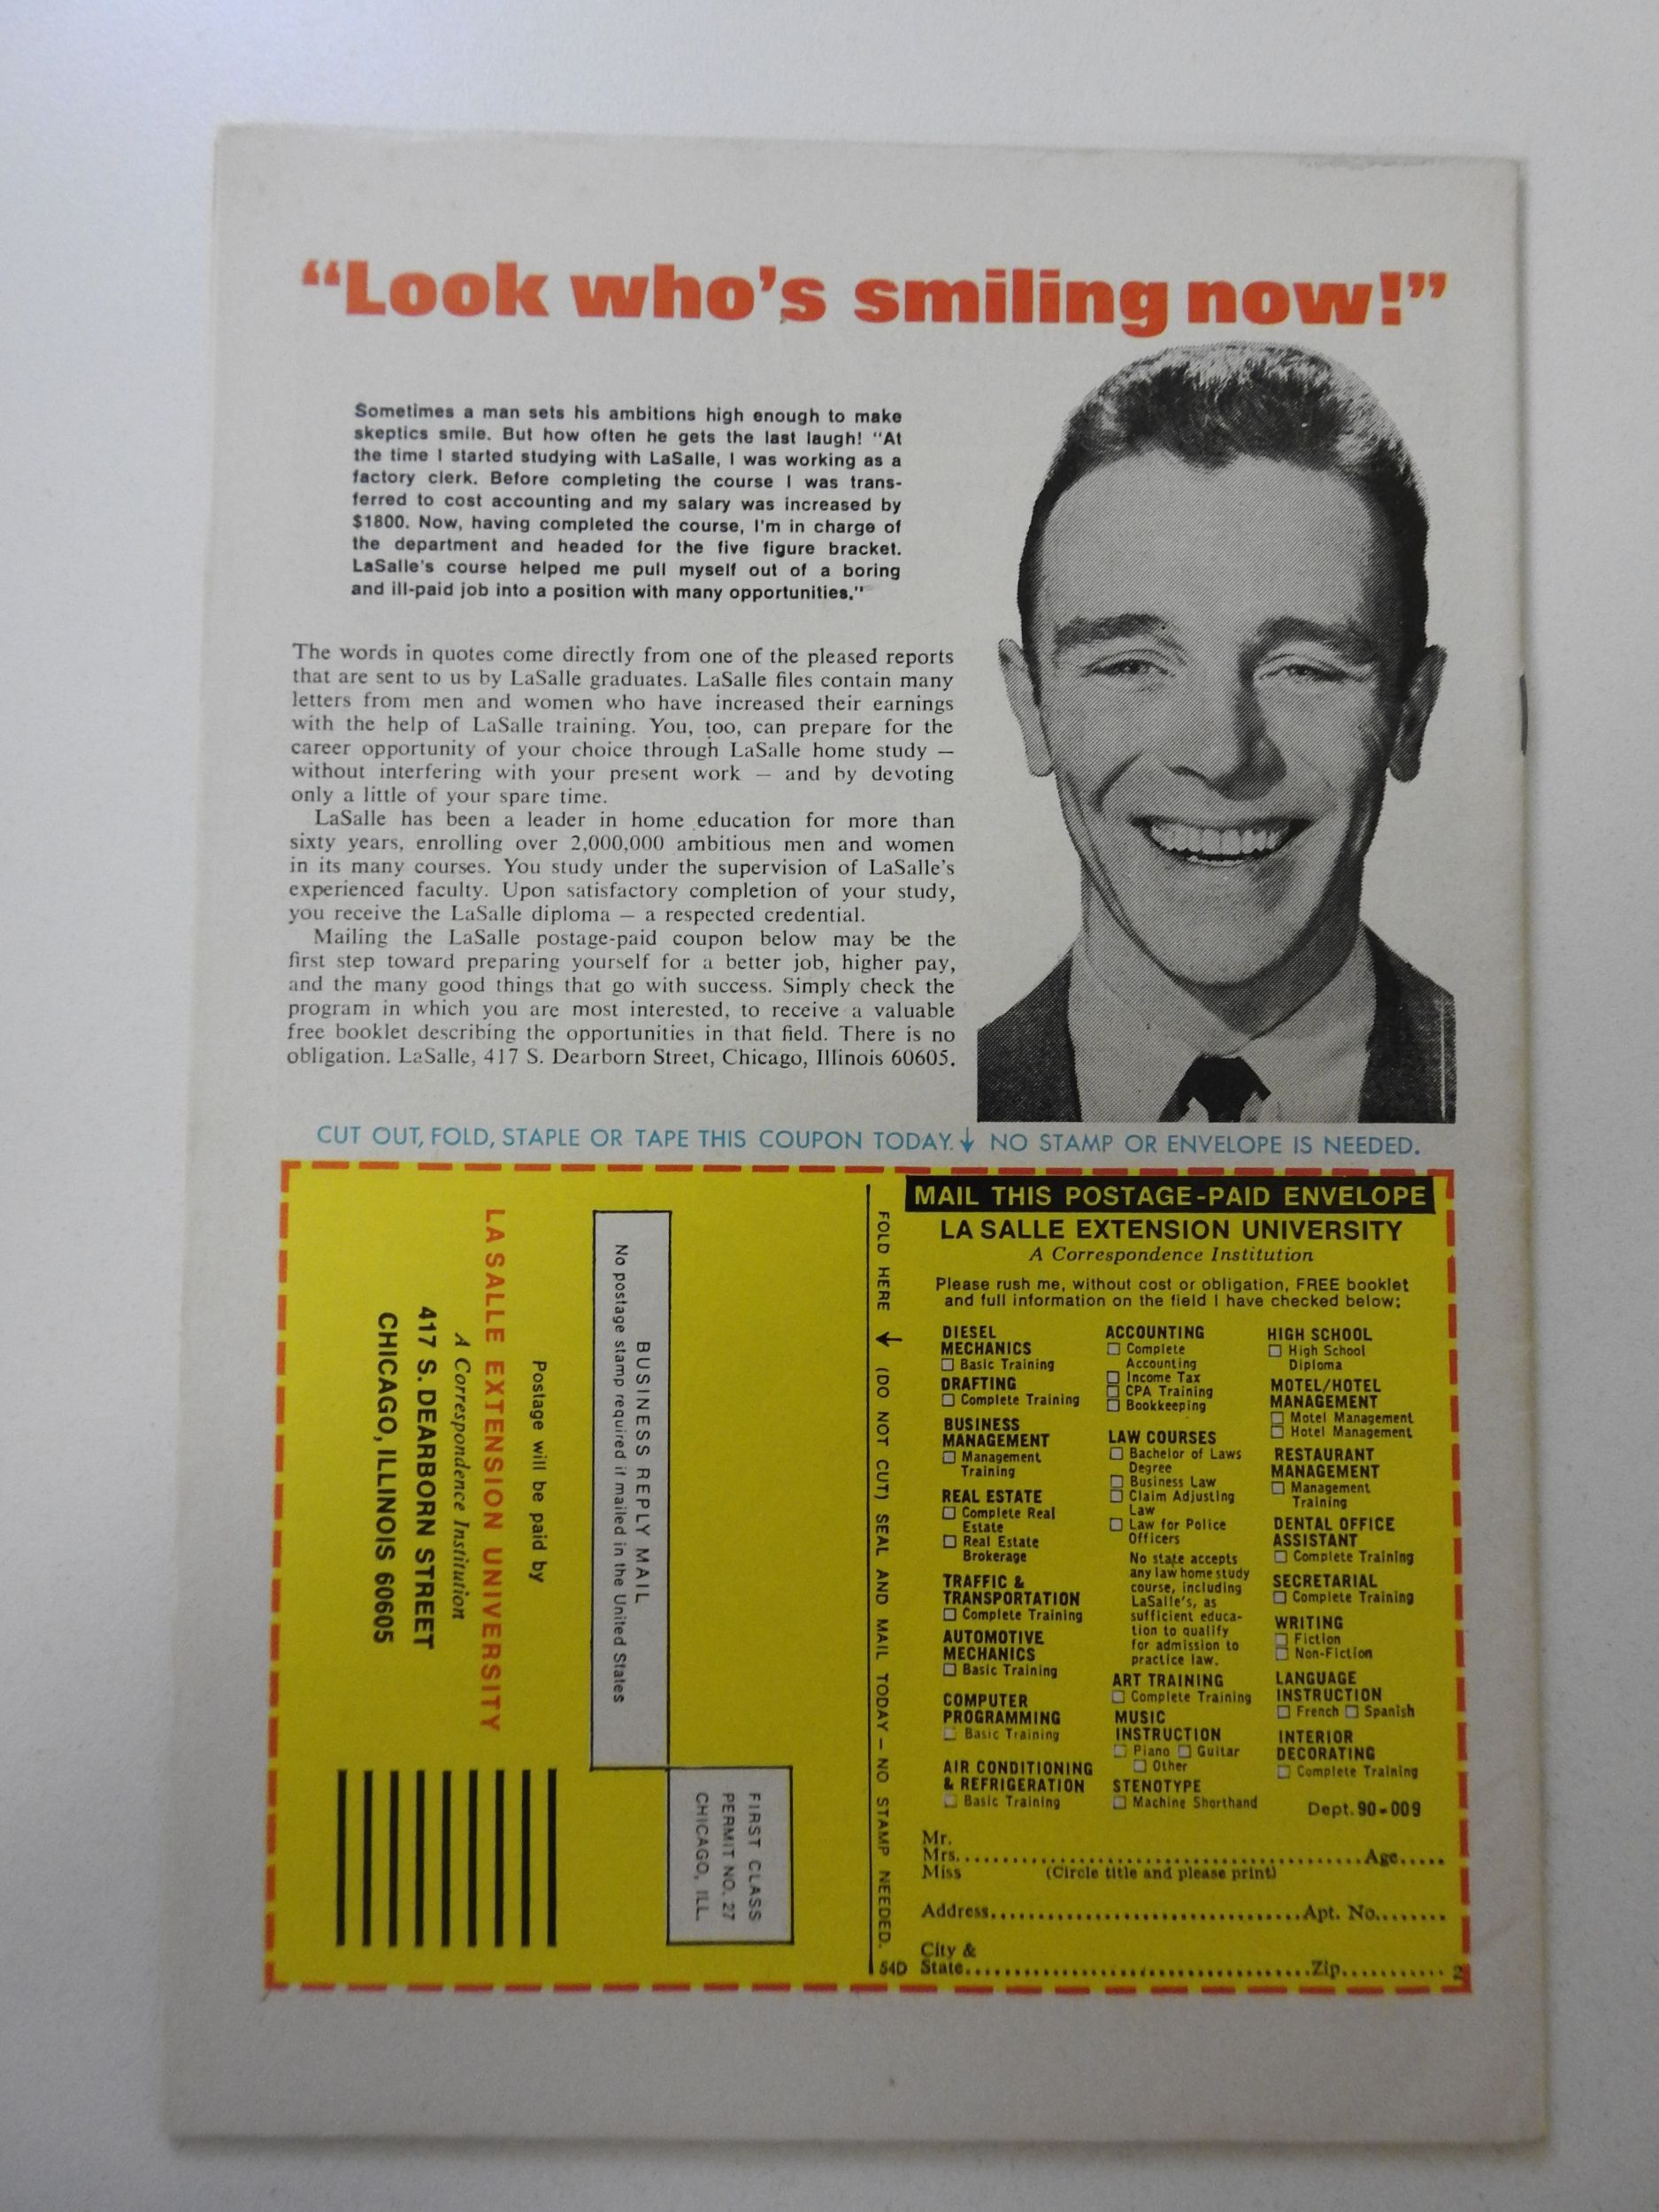 “Look who’s smiling now!”
Sometimes a man sets his ambitions high enough to make
skeptics smile. But how often he gets the last laugh! “At
the time I started studying with LaSalle, I was working as a
factory clerk. Before completing the course I was trans-
ferred to cost accounting and my salary was increased by
$1800. Now, having completed the course, I’m in charge of
the department and headed for the five figure bracket.
LaSalle’s course helped me pull myself out of a boring
and ill-paid job into a position with many opportunities.”
The words in quotes come directly from one of the pleased reports
that are sent to us by LaSalle graduates. LaSalle files contain many
letters from men and women who have increased their earnings
with the help of LaSalle training. You, too, can prepare for the
career opportunity of your choice through LaSalle home study —
without interfering with your present work — and by devoting
only a little of your spare time.
LaSalle has been a leader in home education for more than
sixty years, enrolling over 2,000,000 ambitious men and women
in its many courses. You study under the supervision of LaSalle’s
experienced faculty. Upon satisfactory completion of your study,
you receive the LaSalle diploma — a respected credential.
Mailing the LaSalle postage-paid coupon below may be the
first step toward preparing yourself for a better job, higher pay,
and the many good things that go with success. Simply check the
program in which you are most interested, to receive a valuable
free booklet describing the opportunities in that field. There is no
obligation. LaSalle, 417 S. Dearborn Street, Chicago, Illinois 60605.
CUT OUT, FOLD, STAPLE OR TAPE THIS COUPON TODAY. ↓ NO STAMP OR ENVELOPE IS NEEDED.
FIRST CLASS
PERMIT NO. 27
CHICAGO, ILL.
BUSINESS REPLY MAIL
No postage stamp required if mailed in the United States
Postage will be paid by
LA SALLE EXTENSION UNIVERSITY
A Correspondence Institution
417 S. DEARBORN STREET
CHICAGO, ILLINOIS 60605
FOLD HERE → (DO NOT CUT) SEAL AND MAIL TODAY — NO STAMP NEEDED.
54D
MAIL THIS POSTAGE-PAID ENVELOPE
LA SALLE EXTENSION UNIVERSITY
A Correspondence Institution
Please rush me, without cost or obligation, FREE booklet
and full information on the field I have checked below:
DIESEL
MECHANICS
☐ Basic Training
DRAFTING
☐ Complete Training
BUSINESS
MANAGEMENT
☐ Management
Training
REAL ESTATE
☐ Complete Real
Estate
☐ Real Estate
Brokerage
TRAFFIC &
TRANSPORTATION
☐ Complete Training
AUTOMOTIVE
MECHANICS
☐ Basic Training
COMPUTER
PROGRAMMING
☐ Basic Training
AIR CONDITIONING
& REFRIGERATION
☐ Basic Training
ACCOUNTING
☐ Complete
Accounting
☐ Income Tax
☐ CPA Training
☐ Bookkeeping
LAW COURSES
☐ Bachelor of Laws
Degree
☐ Business Law
☐ Claim Adjusting
Law
☐ Law for Police
Officers
No state accepts
any law home study
course, including
LaSalle’s, as
sufficient educa-
tion to qualify
for admission to
practice law.
ART TRAINING
☐ Complete Training
MUSIC
INSTRUCTION
☐ Piano ☐ Guitar
☐ Other
STENOTYPE
☐ Machine Shorthand
HIGH SCHOOL
☐ High School
Diploma
MOTEL/HOTEL
MANAGEMENT
☐ Motel Management
☐ Hotel Management
RESTAURANT
MANAGEMENT
☐ Management
Training
DENTAL OFFICE
ASSISTANT
☐ Complete Training
SECRETARIAL
☐ Complete Training
WRITING
☐ Fiction
☐ Non-Fiction
LANGUAGE
INSTRUCTION
☐ French ☐ Spanish
INTERIOR
DECORATING
☐ Complete Training
Dept. 90-009
Mr.
Mrs. Age
Miss (Circle title and please print)
Address Apt. No.
City &
State Zip 2